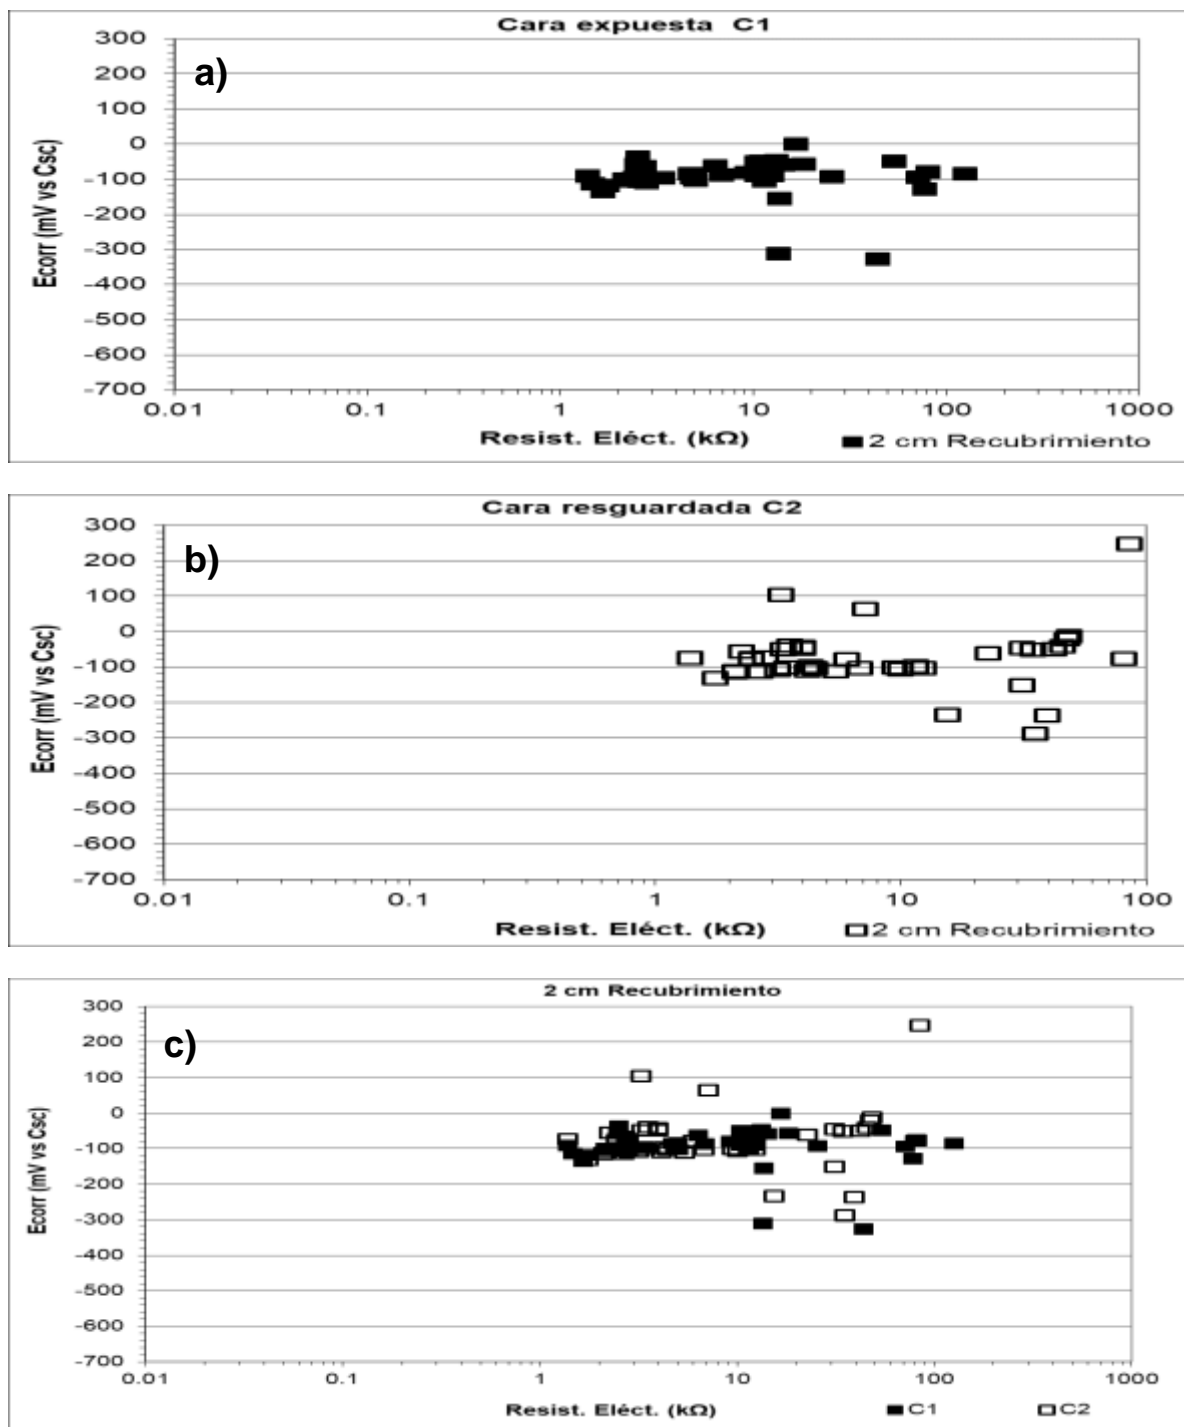 Cara expuesta  C1
a)
300
200
100
0
-100
-200
-300
-400
-500
-600
-700
Ecorr (mV vs Csc)
0.01 0.1 1 10 100 1000
Resist. Eléct. (kΩ)
2 cm Recubrimiento
Cara resguardada C2
b)
300
200
100
0
-100
-200
-300
-400
-500
-600
-700
Ecorr (mV vs Csc)
0.01 0.1 1 10 100
Resist. Eléct. (kΩ)
2 cm Recubrimiento
2 cm Recubrimiento
c)
300
200
100
0
-100
-200
-300
-400
-500
-600
-700
Ecorr (mV vs Csc)
0.01 0.1 1 10 100 1000
Resist. Eléct. (kΩ)
C1 C2